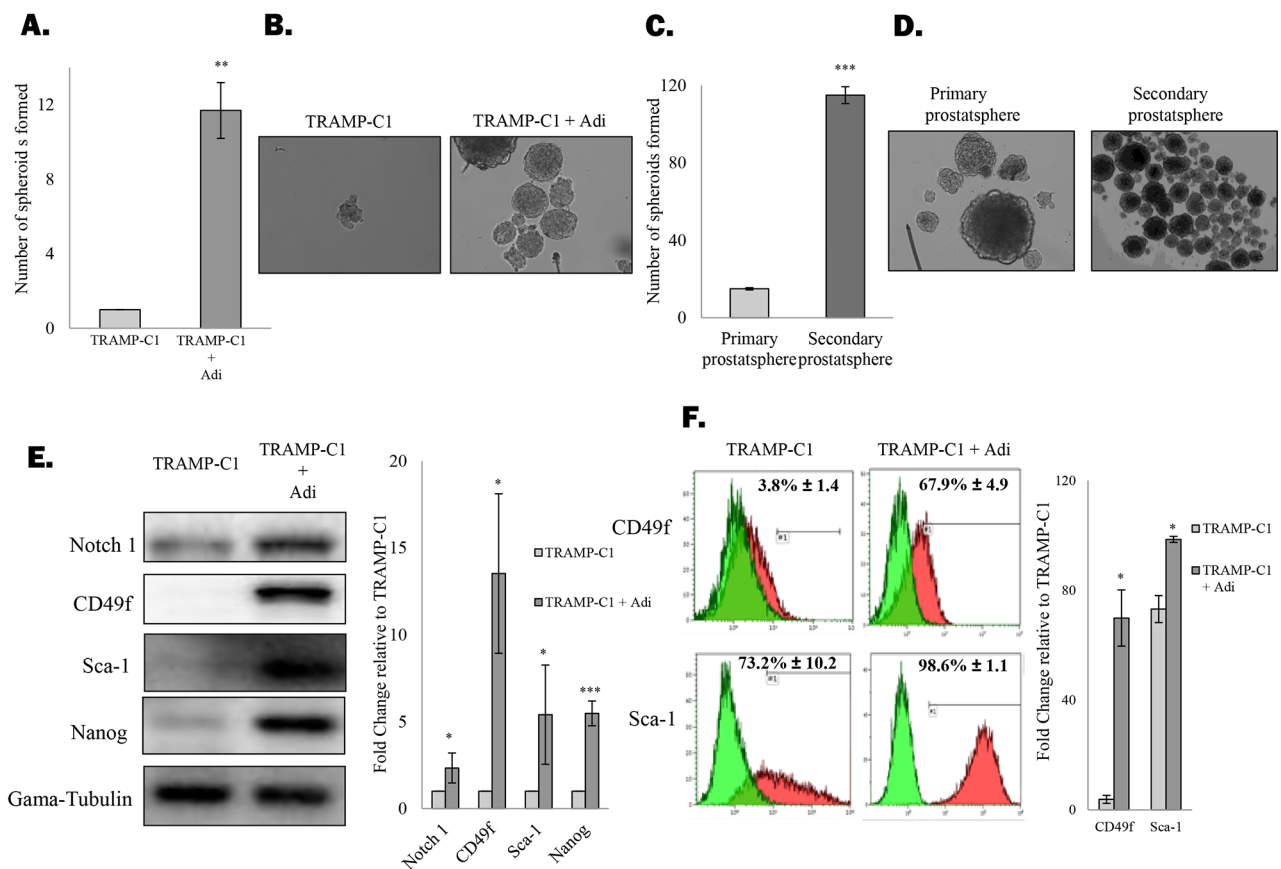 A.
Number of spheroid s formed
12
8
4
0
**
TRAMP-C1
TRAMP-C1
+
Adi
B.
TRAMP-C1
TRAMP-C1 + Adi
C.
Number of spheroids formed
120
80
40
0
***
Primary
prostatsphere
Secondary
prostatsphere
D.
Primary
prostatsphere
Secondary
prostatsphere
E.
TRAMP-C1
TRAMP-C1
+
Adi
Notch 1
CD49f
Sca-1
Nanog
Gama-Tubulin
Fold Change relative to TRAMP-C1
20
15
10
5
0
*
*
*
***
TRAMP-C1
TRAMP-C1 + Adi
Notch 1
CD49f
Sca-1
Nanog
F.
TRAMP-C1
TRAMP-C1 + Adi
CD49f
3.8% ± 1.4
#1
67.9% ± 4.9
#1
Sca-1
73.2% ± 10.2
#1
98.6% ± 1.1
#1
Fold Change relative to TRAMP-C1
120
80
40
0
*
*
TRAMP-C1
TRAMP-C1
+ Adi
CD49f
Sca-1